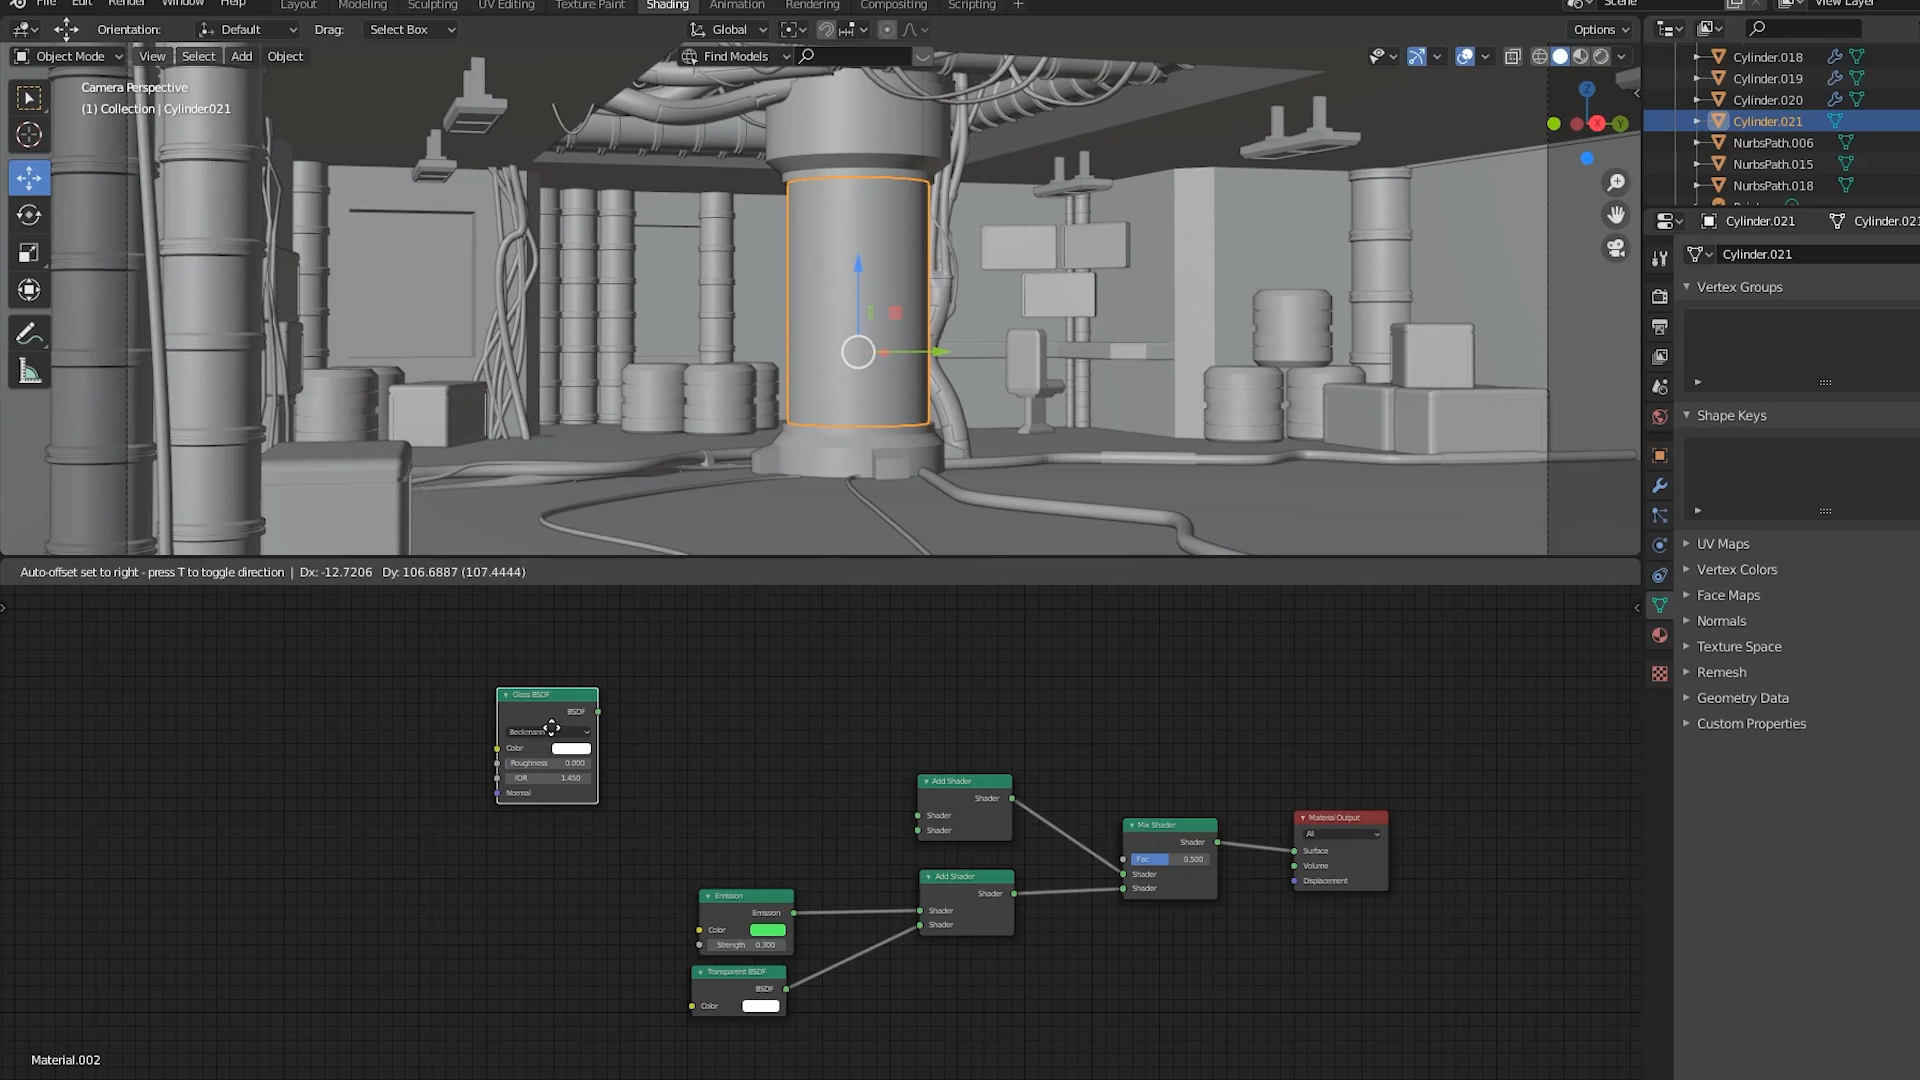 File Edit Render Window Help Layout Modeling Sculpting UV Editing Texture Paint Shading Animation Rendering Compositing Scripting + Scene View Layer
Orientation: Default Drag: Select Box Global Options
Object Mode View Select Add Object Find Models
Camera Perspective
(1) Collection | Cylinder.021
Z
X
Y
Cylinder.018
Cylinder.019
Cylinder.020
Cylinder.021
NurbsPath.006
NurbsPath.015
NurbsPath.018
Cylinder.021 Cylinder.021
Cylinder.021
Vertex Groups
Shape Keys
UV Maps
Vertex Colors
Face Maps
Normals
Texture Space
Remesh
Geometry Data
Custom Properties
Auto-offset set to right - press T to toggle direction | Dx: -12.7206 Dy: 106.6887 (107.4444)
Glass BSDF
BSDF
Beckmann
Color
Roughness 0.000
IOR 1.450
Normal
Add Shader
Shader
Shader
Shader
Add Shader
Shader
Shader
Shader
Emission
Emission
Color
Strength 0.300
Transparent BSDF
BSDF
Color
Mix Shader
Shader
Fac 0.500
Shader
Shader
Material Output
All
Surface
Volume
Displacement
Material.002